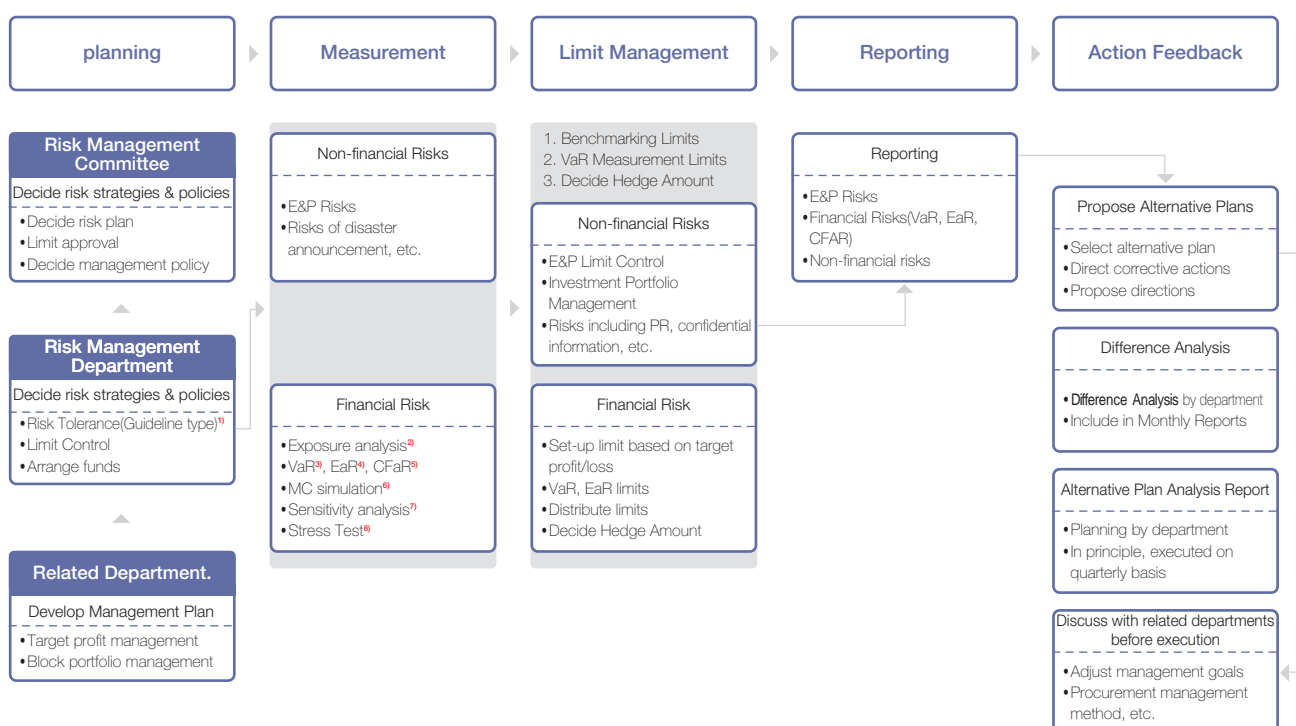 planning
Measurement
Limit Management
Reporting
Action Feedback
Risk Management
Committee
Decide risk strategies & policies
•Decide risk plan
•Limit approval
•Decide management policy
Risk Management
Department
Decide risk strategies & policies
•Risk Tolerance(Guideline type)1)
•Limit Control
•Arrange funds
Related Department.
Develop Management Plan
•Target profit management
•Block portfolio management
Non-financial Risks
•E&P Risks
•Risks of disaster
announcement, etc.
Financial Risk
•Exposure analysis2)
•VaR3), EaR4), CFaR5)
•MC simulation6)
•Sensitivity analysis7)
•Stress Test8)
1. Benchmarking Limits
2. VaR Measurement Limits
3. Decide Hedge Amount
Non-financial Risks
•E&P Limit Control
•Investment Portfolio
Management
•Risks including PR, confidential
information, etc.
Financial Risk
•Set-up limit based on target
profit/loss
•VaR, EaR limits
•Distribute limits
•Decide Hedge Amount
Reporting
•E&P Risks
•Financial Risks(VaR, EaR,
CFAR)
•Non-financial risks
Propose Alternative Plans
•Select alternative plan
•Direct corrective actions
•Propose directions
Difference Analysis
•Difference Analysis by department
•Include in Monthly Reports
Alternative Plan Analysis Report
•Planning by department
•In principle, executed on
quarterly basis
Discuss with related departments
before execution
•Adjust management goals
•Procurement management
method, etc.